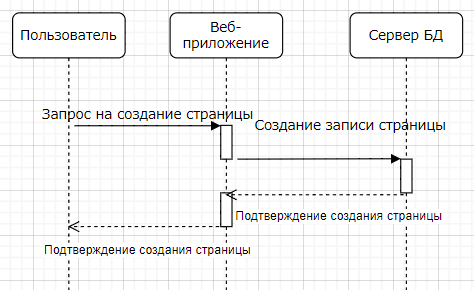 Пользователь
Веб-
приложение
Сервер БД
Запрос на создание страницы
Создание записи страницы
Подтверждение создания страницы
Подтверждение создания страницы